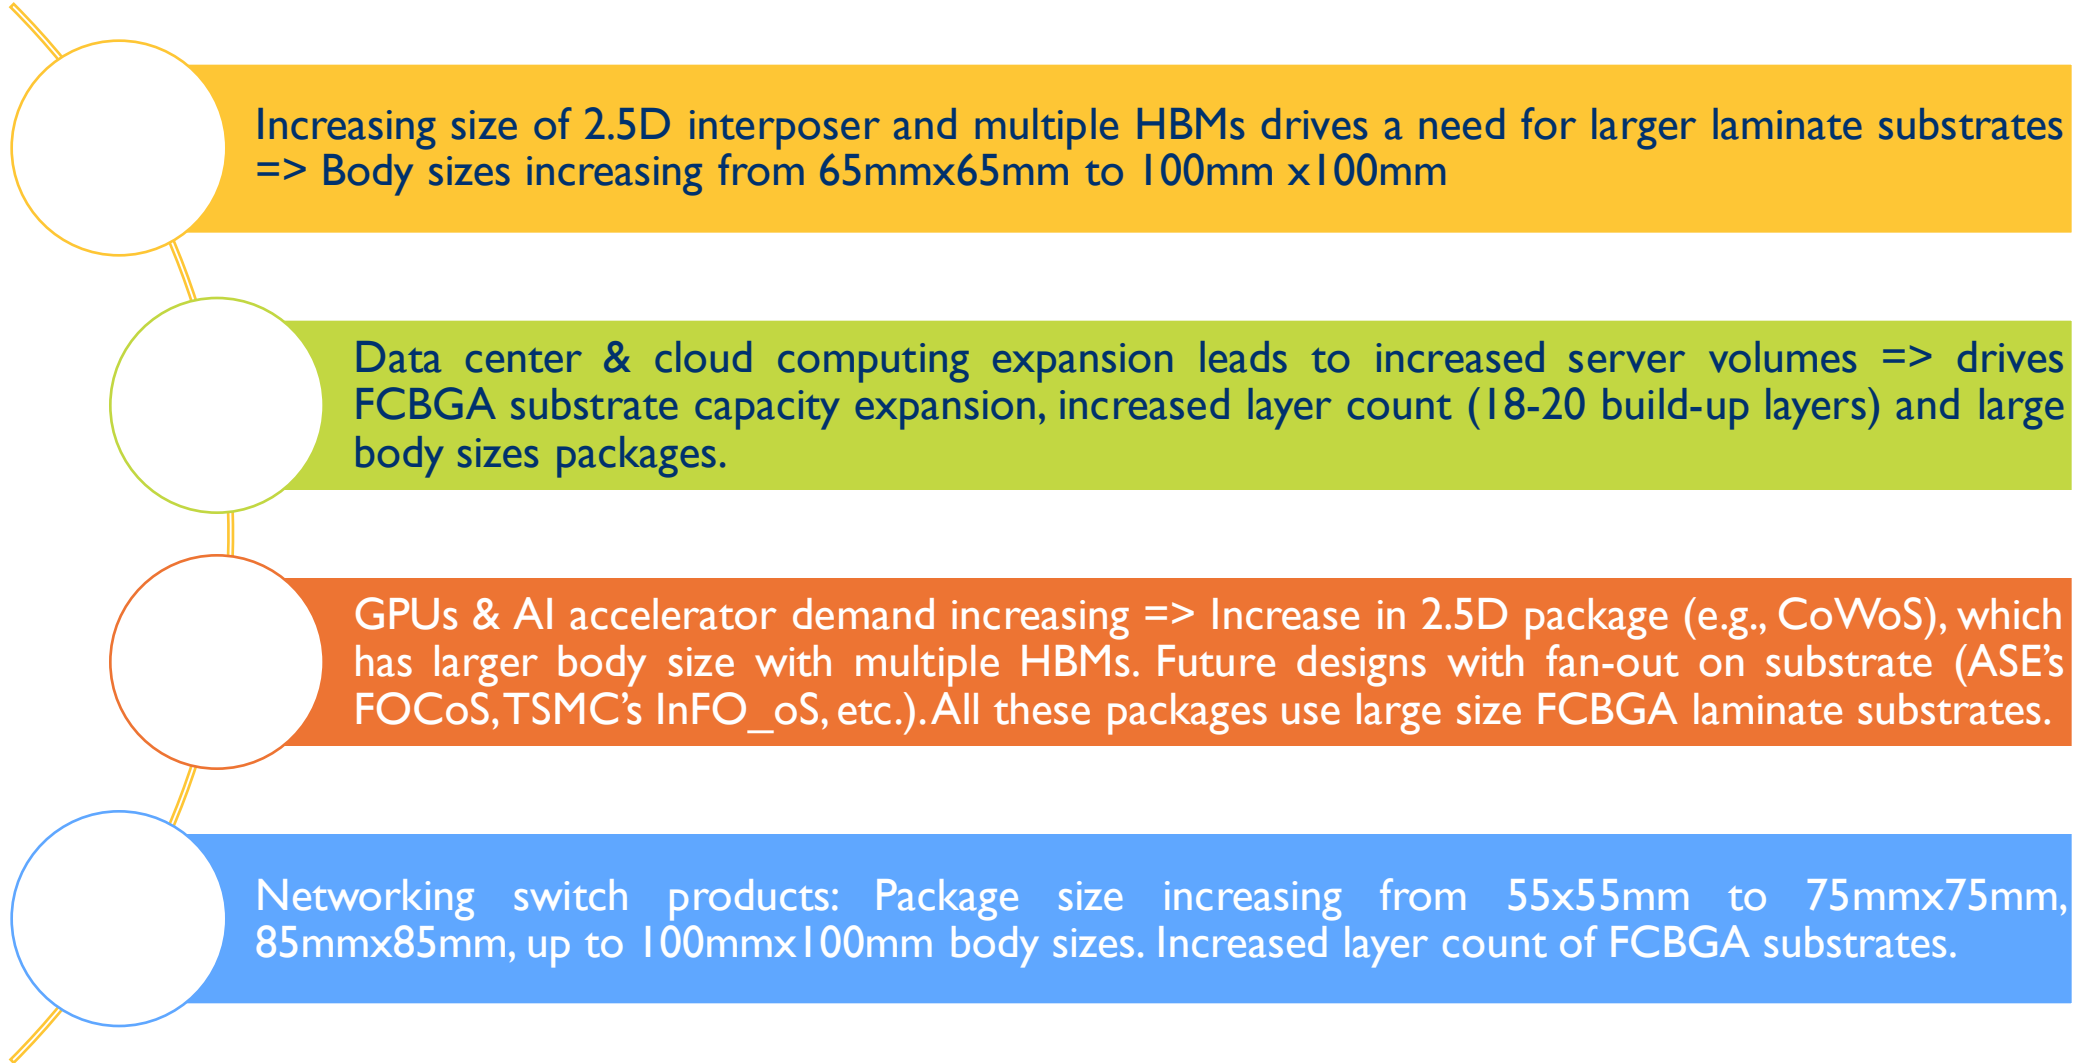 Increasing size of 2.5D interposer and multiple HBMs drives a need for larger laminate substrates
=> Body sizes increasing from 65mmx65mm to 100mm x100mm
Data center & cloud computing expansion leads to increased server volumes => drives
FCBGA substrate capacity expansion, increased layer count (18-20 build-up layers) and large
body sizes packages.
GPUs & AI accelerator demand increasing => Increase in 2.5D package (e.g., CoWoS), which
has larger body size with multiple HBMs. Future designs with fan-out on substrate (ASE’s
FOCoS, TSMC’s InFO_oS, etc.). All these packages use large size FCBGA laminate substrates.
Networking switch products: Package size increasing from 55x55mm to 75mmx75mm,
85mmx85mm, up to 100mmx100mm body sizes. Increased layer count of FCBGA substrates.